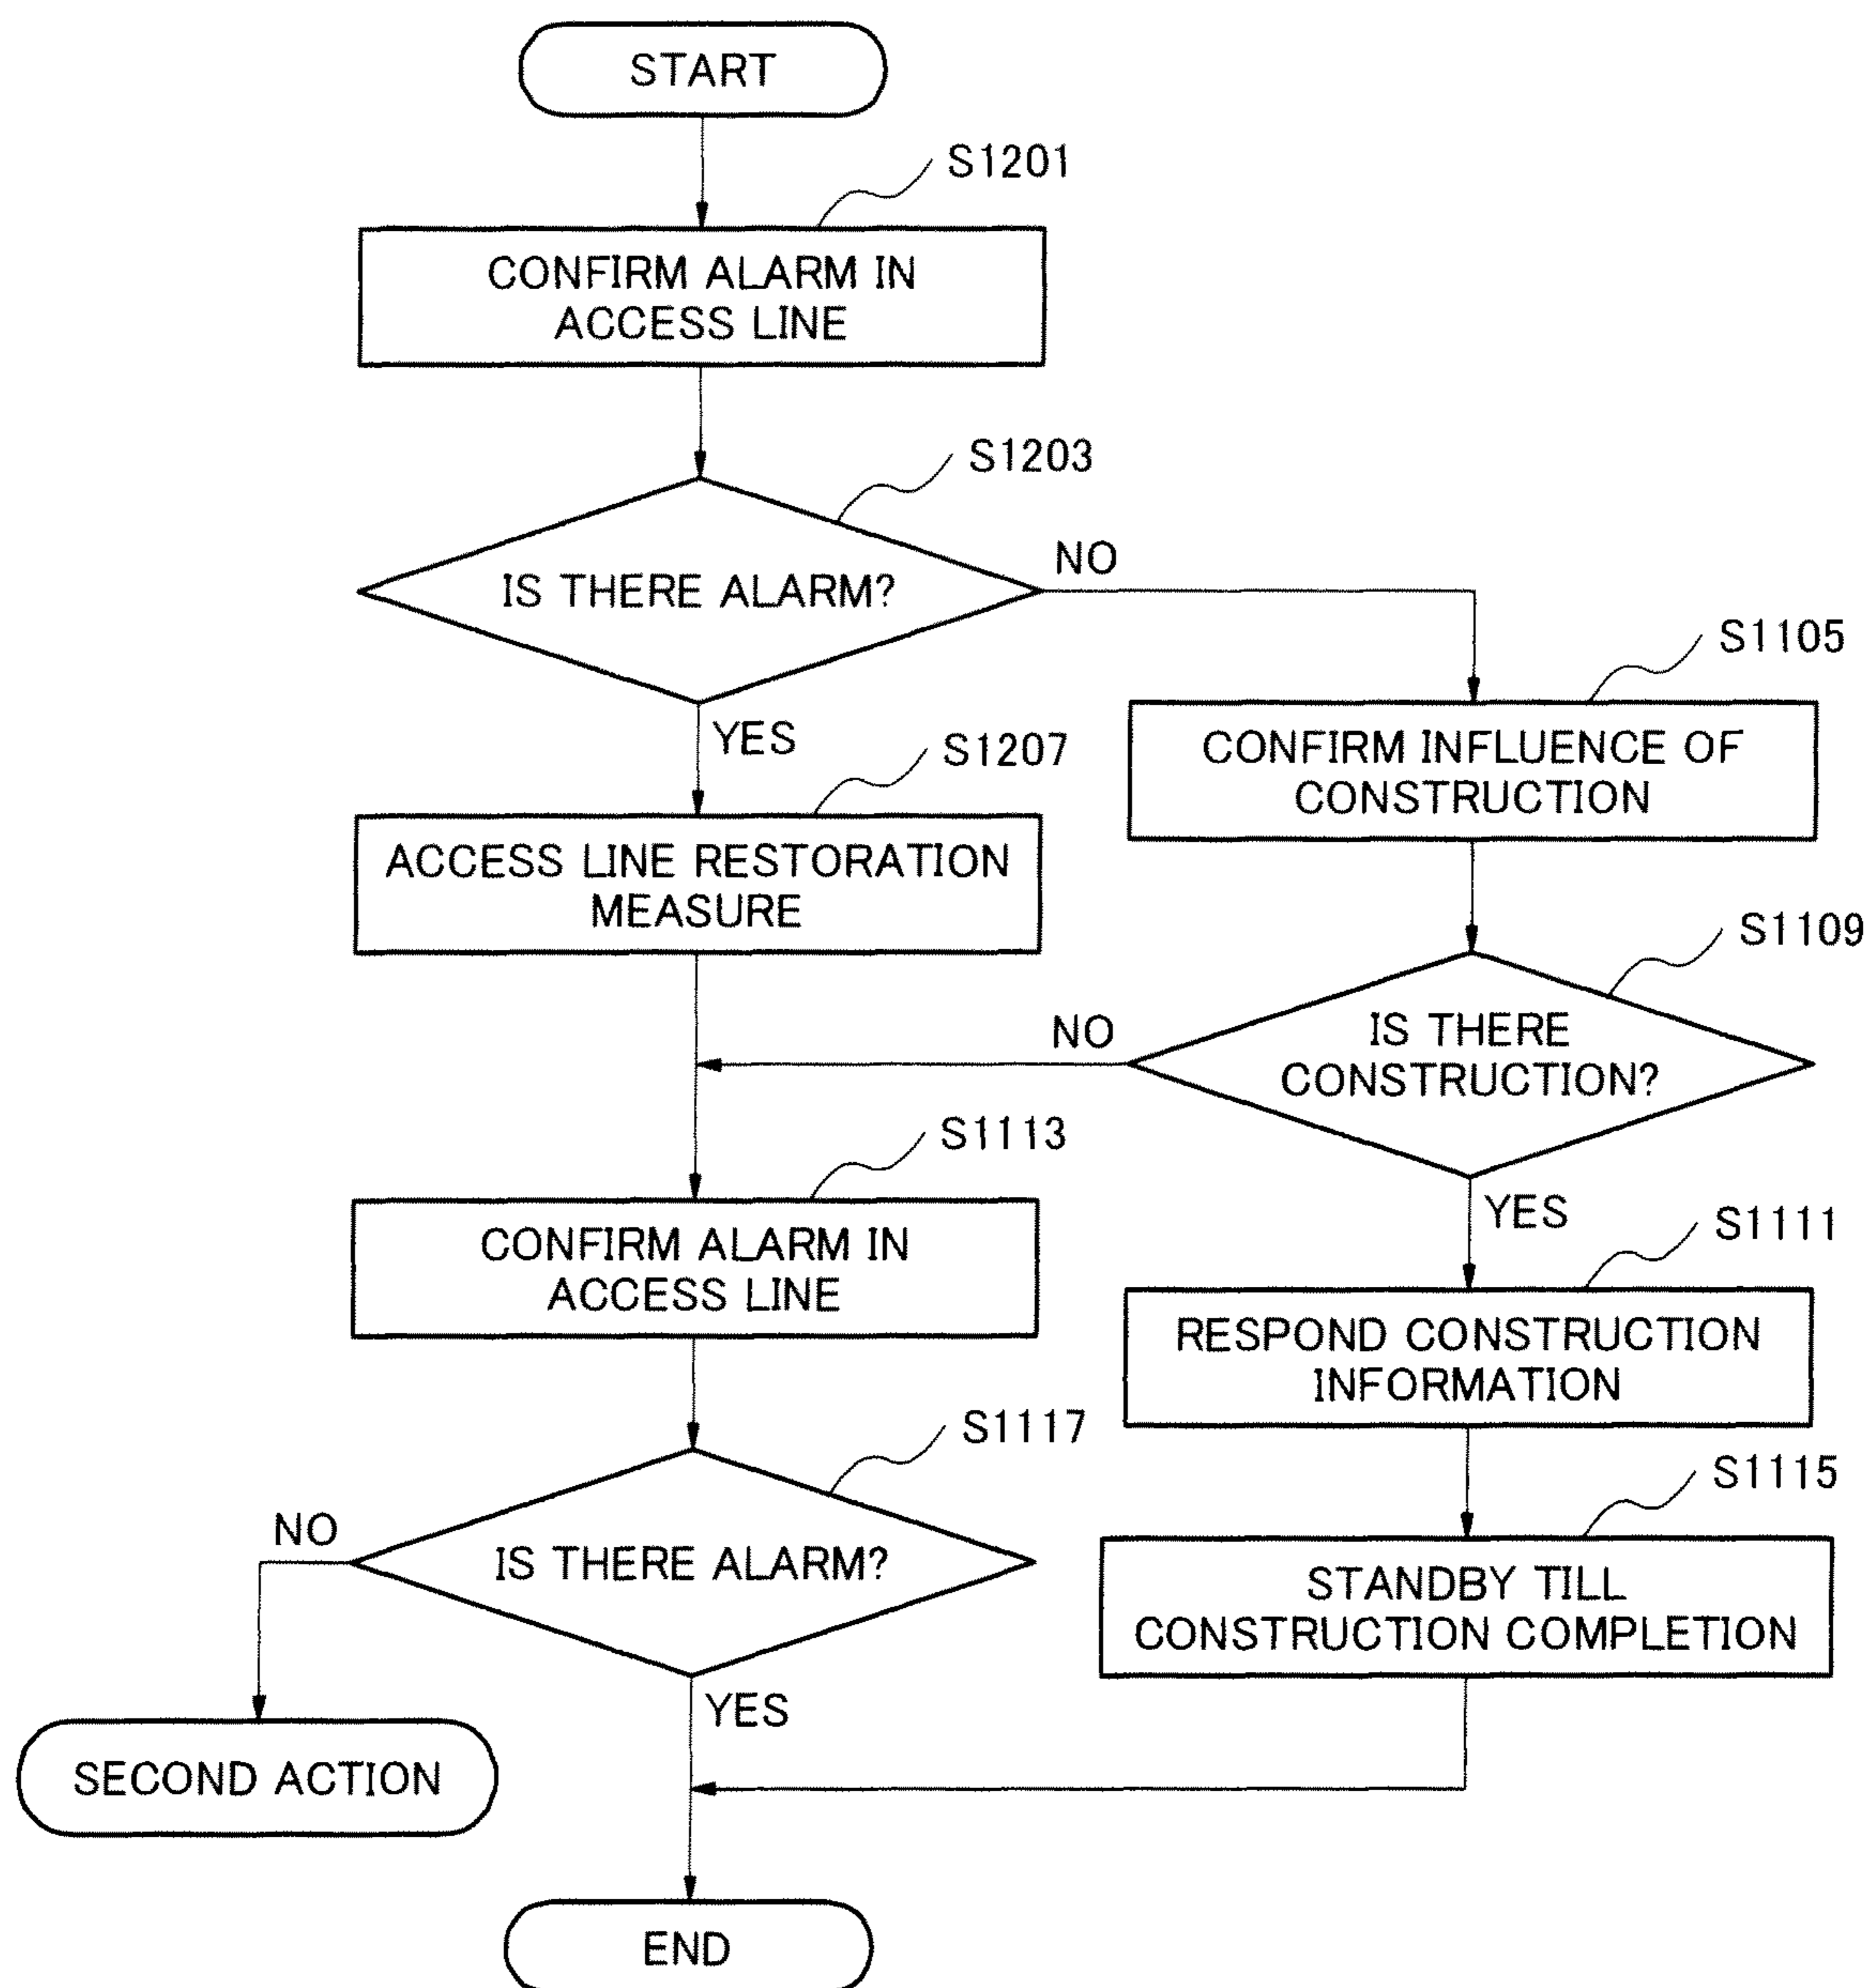 START
S1201
CONFIRM ALARM IN
ACCESS LINE
S1203
IS THERE ALARM?
NO
S1105
YES
S1207
CONFIRM INFLUENCE OF
CONSTRUCTION
ACCESS LINE RESTORATION
MEASURE
S1109
NO
IS THERE
CONSTRUCTION?
S1113
YES
S1111
CONFIRM ALARM IN
ACCESS LINE
RESPOND CONSTRUCTION
INFORMATION
S1117
S1115
NO
IS THERE ALARM?
STANDBY TILL
CONSTRUCTION COMPLETION
YES
SECOND ACTION
END